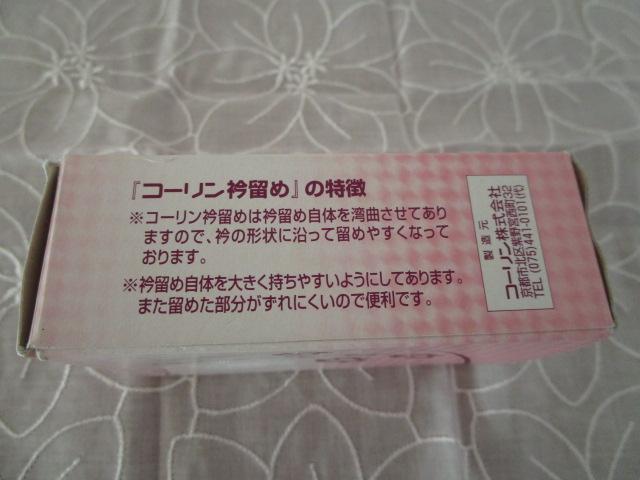 『コーリン衿留め』の特徴
※コーリン衿留めは衿留め自体を湾曲させてあり
ますので、衿の形状に沿って留めやすくなって
おります。
※衿留め自体を大きく持ちやすいようにしてあります。
また留めた部分がずれにくいので便利です。
製造元
コーリン株式会社
京都市北区紫野宮西町32
TEL (075)441-0101(代)